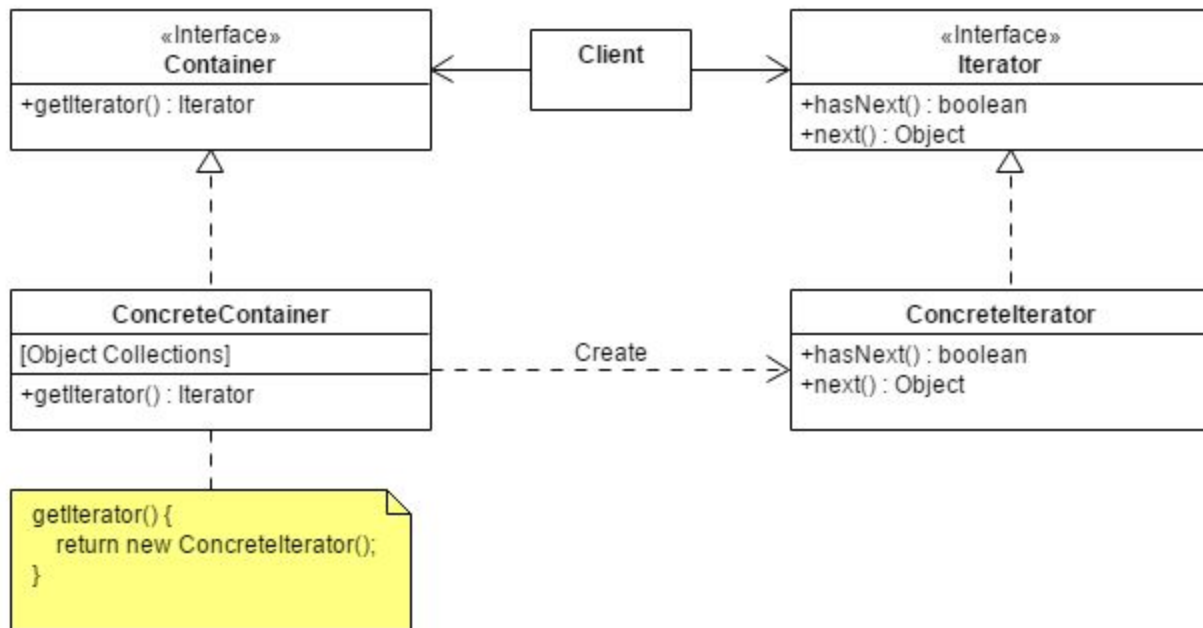 «Interface»
Container
+getIterator() : Iterator
Client
«Interface»
Iterator
+hasNext() : boolean
+next() : Object
ConcreteContainer
[Object Collections]
+getIterator() : Iterator
Create
ConcreteIterator
+hasNext() : boolean
+next() : Object
getIterator() {
return new ConcreteIterator();
}